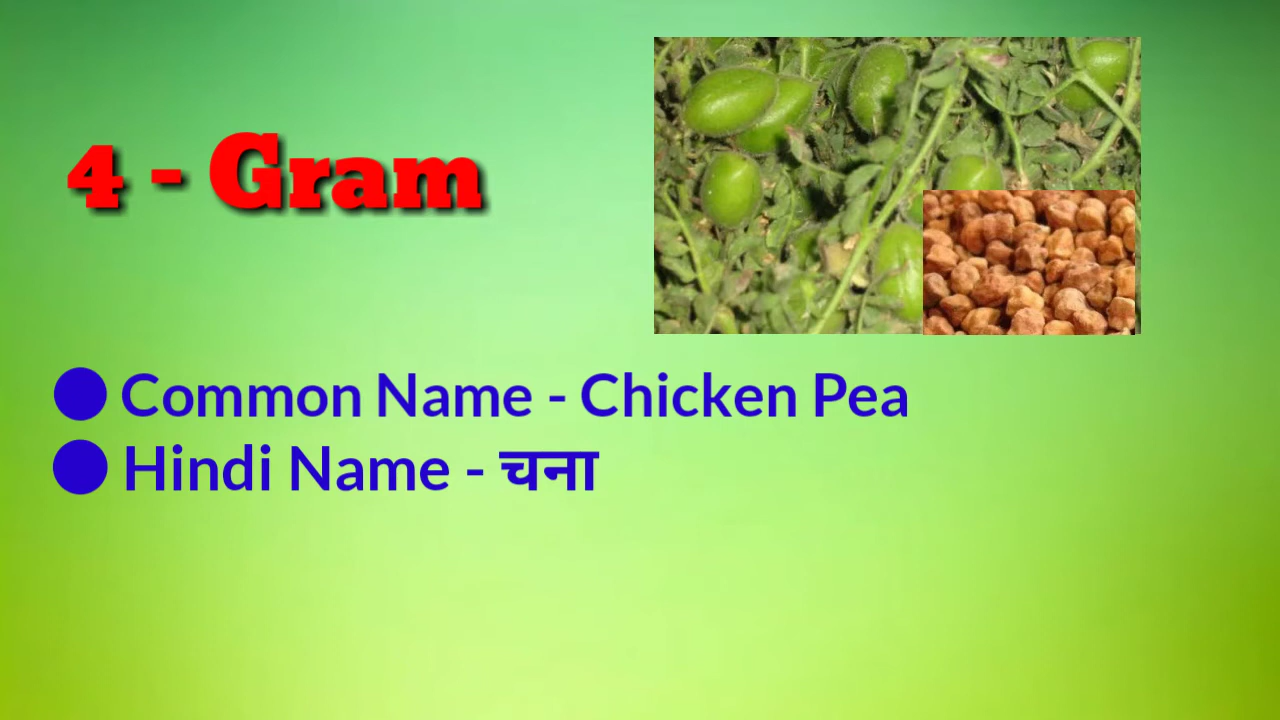 4 - Gram
● Common Name - Chicken Pea
● Hindi Name - चना